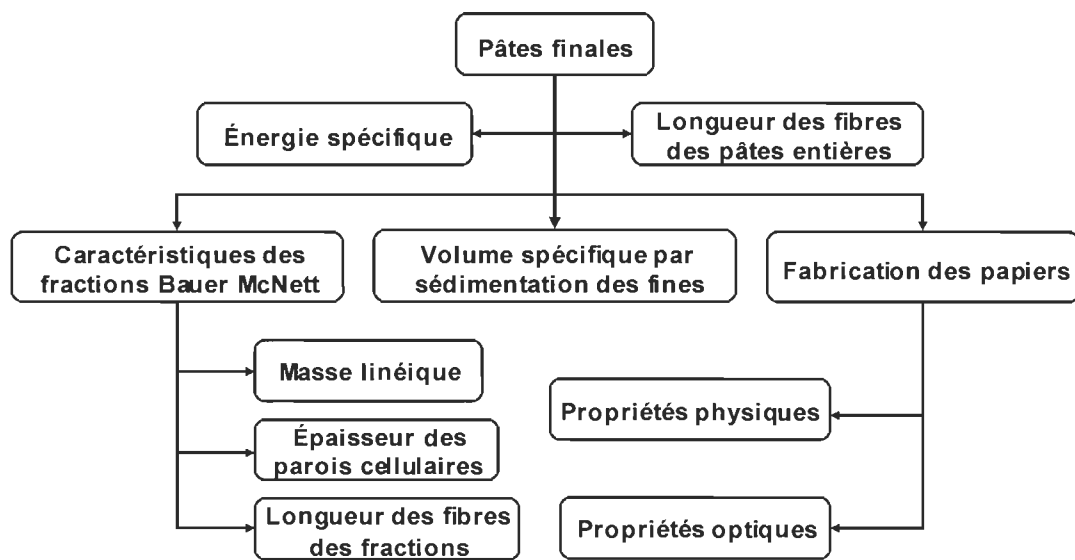 Pâtes finales
Énergie spécifique
Longueur des fibres
des pâtes entières
Caractéristiques des
fractions Bauer McNett
Volume spécifique par
sédimentation des fines
Fabrication des papiers
Masse linéique
Épaisseur des
parois cellulaires
Longueur des fibres
des fractions
Propriétés physiques
Propriétés optiques